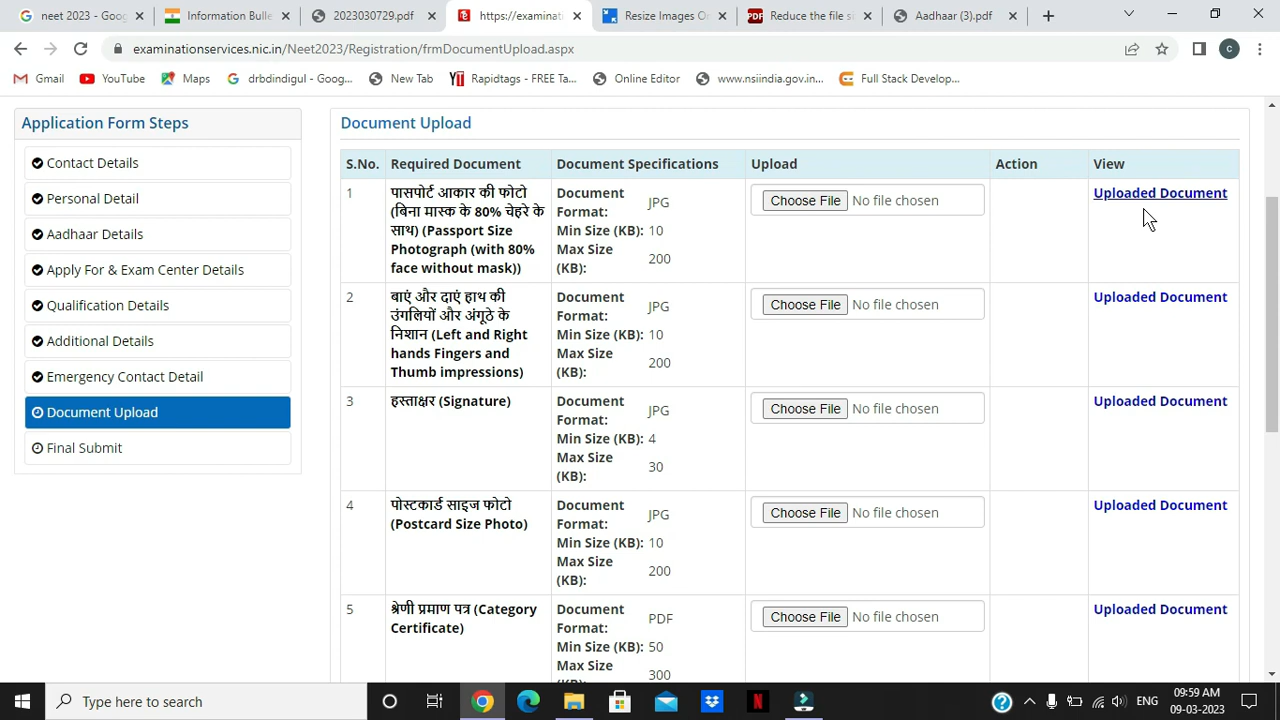 neet 2023 - Goog
Information Bulle
2023030729.pdf
https://examinati
Resize Images O
Reduce the file s
Aadhaar (3).pdf
examinationservices.nic.in/Neet2023/Registration/frmDocumentUpload.aspx
C
Gmail
YouTube
Maps
drbdindigul - Goog...
New Tab
Rapidtags - FREE Ta...
Online Editor
www.nsiindia.gov.in...
Full Stack Develop...
Application Form Steps
Contact Details
Personal Detail
Aadhaar Details
Apply For & Exam Center Details
Qualification Details
Additional Details
Emergency Contact Detail
Document Upload
Final Submit
Document Upload
S.No. Required Document Document Specifications Upload Action View
1
पासपोर्ट आकार की फोटो
(बिना मास्क के 80% चेहरे के
साथ) (Passport Size
Photograph (with 80%
face without mask))
Document
Format: JPG
Min Size (KB): 10
Max Size
(KB): 200
Choose File No file chosen
Uploaded Document
2
बाएं और दाएं हाथ की
उंगलियों और अंगूठे के
निशान (Left and Right
hands Fingers and
Thumb impressions)
Document
Format: JPG
Min Size (KB): 10
Max Size
(KB): 200
Choose File No file chosen
Uploaded Document
3
हस्ताक्षर (Signature)
Document
Format: JPG
Min Size (KB): 4
Max Size
(KB): 30
Choose File No file chosen
Uploaded Document
4
पोस्टकार्ड साइज फोटो
(Postcard Size Photo)
Document
Format: JPG
Min Size (KB): 10
Max Size
(KB): 200
Choose File No file chosen
Uploaded Document
5
श्रेणी प्रमाण पत्र (Category
Certificate)
Document
Format: PDF
Min Size (KB): 50
Max Size 300
Choose File No file chosen
Uploaded Document
Type here to search
ENG
09:59 AM
09-03-2023